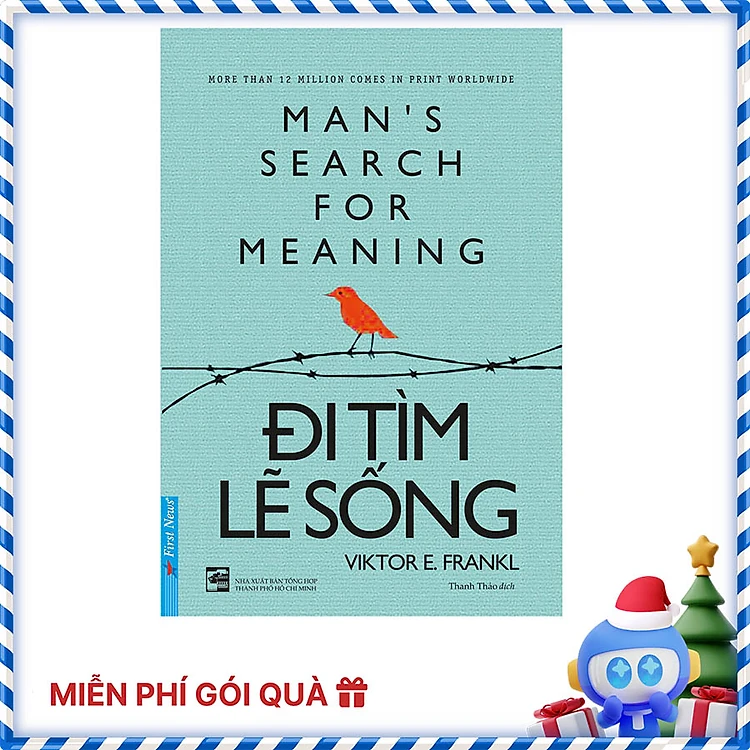 MORE THAN 12 MILLION COMES IN PRINT WORLDWIDE
MAN'S
SEARCH
FOR
MEANING
ĐI TÌM
LẼ SỐNG
VIKTOR E. FRANKL
Thanh Thảo dịch
First News
NHÀ XUẤT BẢN TỔNG HỢP
THÀNH PHỐ HỒ CHÍ MINH
MIỄN PHÍ GÓI QUÀ